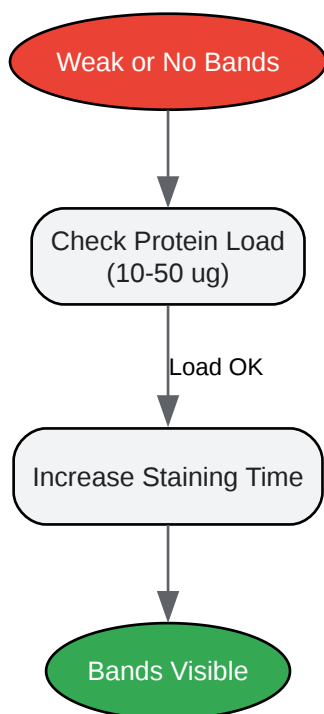 Weak or No Bands
Check Protein Load
(10-50 ug)
Load OK
Increase Staining Time
Bands Visible